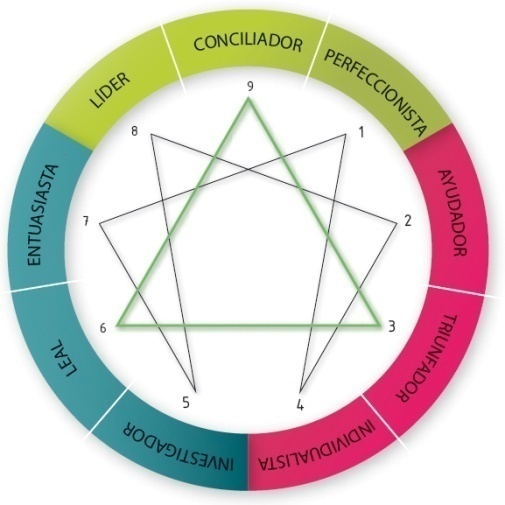 CONCILIADOR
PERFECCIONISTA
AYUDADOR
TRIUNFADOR
INDIVIDUALISTA
INVESTIGADOR
LEAL
ENTUASIASTA
LÍDER
9
1
2
3
4
5
6
7
8